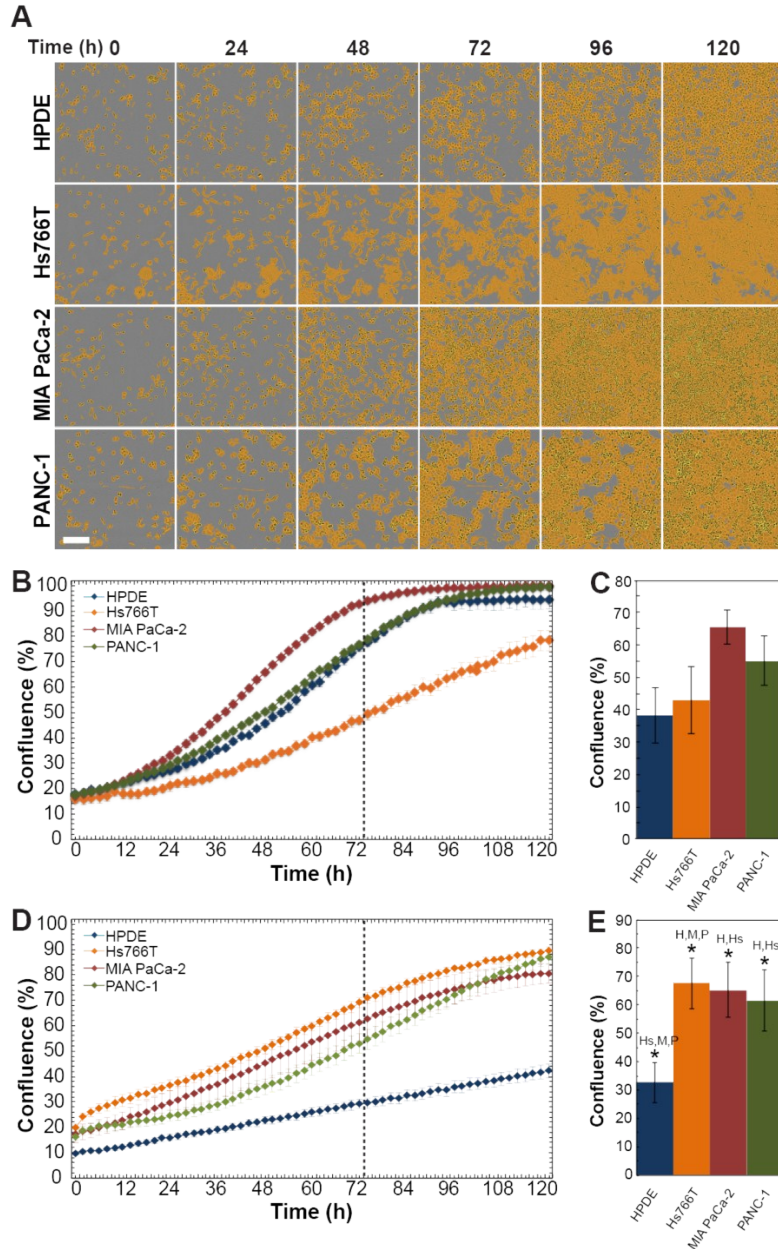 A
Time (h) 0 24 48 72 96 120
HPDE
Hs766T
MIA PaCa-2
PANC-1
B
100
90
80
70
60
50
40
30
20
10
0
Confluence (%)
HPDE
Hs766T
MIA PaCa-2
PANC-1
0 12 24 36 48 60 72 84 96 108 120
Time (h)
C
80
70
60
50
40
30
20
10
0
Confluence (%)
HPDE
Hs766T
MIA PaCa-2
PANC-1
D
100
90
80
70
60
50
40
30
20
10
0
Confluence (%)
HPDE
Hs766T
MIA PaCa-2
PANC-1
0 12 24 36 48 60 72 84 96 108 120
Time (h)
E
90
80
70
60
50
40
30
20
10
0
Confluence (%)
Hs,M,P
*
H,M,P
*
H,Hs
*
H,Hs
*
HPDE
Hs766T
MIA PaCa-2
PANC-1